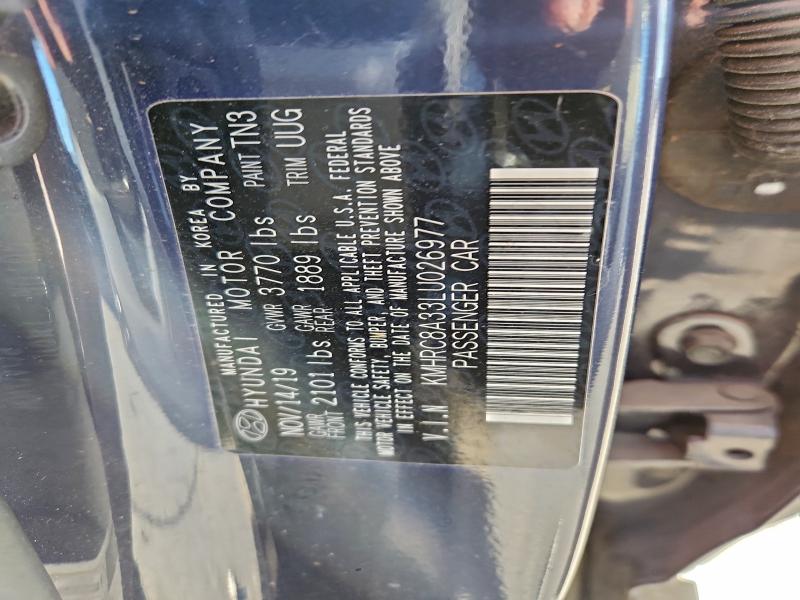 MANUFACTURED IN KOREA BY
HYUNDAI MOTOR COMPANY
NOV/14/19 GVWR 3770 lbs PAINT TN3
GAWR FRONT 2101 lbs GAWR REAR 1889 lbs TRIM UUG
THIS VEHICLE CONFORMS TO ALL APPLICABLE U.S.A. FEDERAL
MOTOR VEHICLE SAFETY, BUMPER, AND THEFT PREVENTION STANDARDS
IN EFFECT ON THE DATE OF MANUFACTURE SHOWN ABOVE
V.I.N KMHRC8A33LU026977
PASSENGER CAR